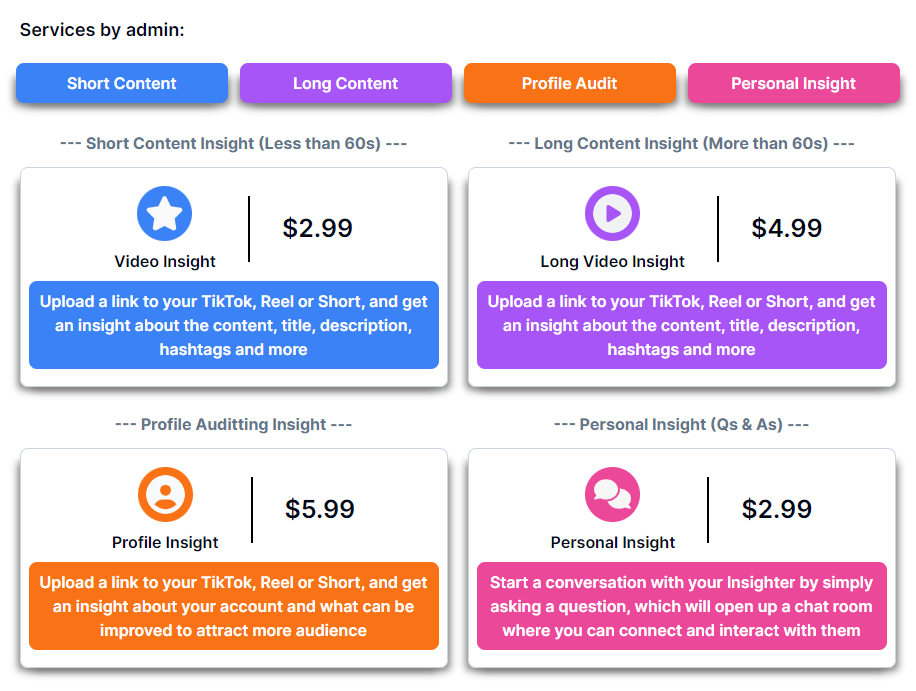 Services by admin:
Short Content
Long Content
Profile Audit
Personal Insight
--- Short Content Insight (Less than 60s) ---
--- Long Content Insight (More than 60s) ---
Video Insight
$2.99
Upload a link to your TikTok, Reel or Short, and get
an insight about the content, title, description,
hashtags and more
Long Video Insight
$4.99
Upload a link to your TikTok, Reel or Short, and get
an insight about the content, title, description,
hashtags and more
--- Profile Auditting Insight ---
--- Personal Insight (Qs & As) ---
Profile Insight
$5.99
Upload a link to your TikTok, Reel or Short, and get
an insight about your account and what can be
improved to attract more audience
Personal Insight
$2.99
Start a conversation with your Insighter by simply
asking a question, which will open up a chat room
where you can connect and interact with them